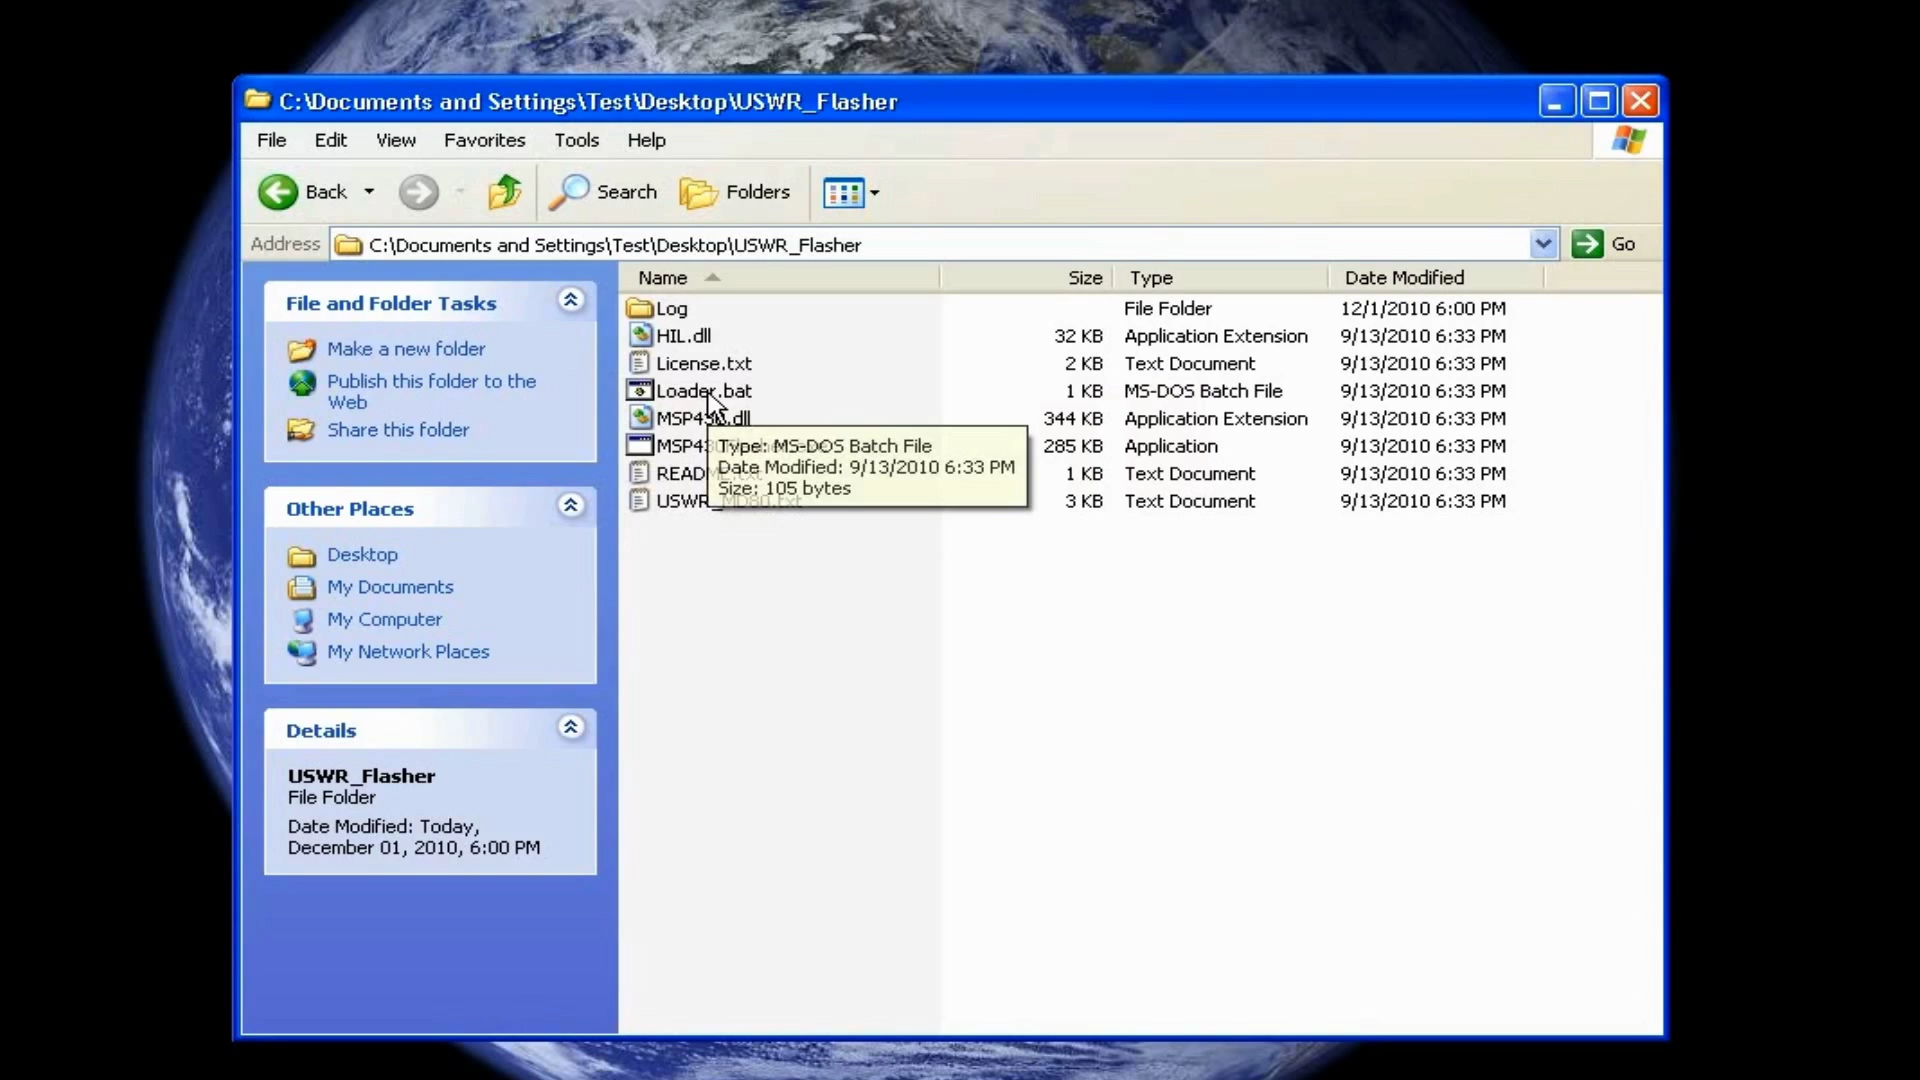 C:\Documents and Settings\Test\Desktop\USWR_Flasher
File Edit View Favorites Tools Help
Back Search Folders
Address C:\Documents and Settings\Test\Desktop\USWR_Flasher Go
File and Folder Tasks
Make a new folder
Publish this folder to the
Web
Share this folder
Other Places
Desktop
My Documents
My Computer
My Network Places
Details
USWR_Flasher
File Folder
Date Modified: Today,
December 01, 2010, 6:00 PM
Name Size Type Date Modified
Log File Folder 12/1/2010 6:00 PM
HIL.dll 32 KB Application Extension 9/13/2010 6:33 PM
License.txt 2 KB Text Document 9/13/2010 6:33 PM
Loader.bat 1 KB MS-DOS Batch File 9/13/2010 6:33 PM
MSP430.dll 344 KB Application Extension 9/13/2010 6:33 PM
285 KB Application 9/13/2010 6:33 PM
README.txt 1 KB Text Document 9/13/2010 6:33 PM
USWR_MD80.txt 3 KB Text Document 9/13/2010 6:33 PM
Type: MS-DOS Batch File
Date Modified: 9/13/2010 6:33 PM
Size: 105 bytes